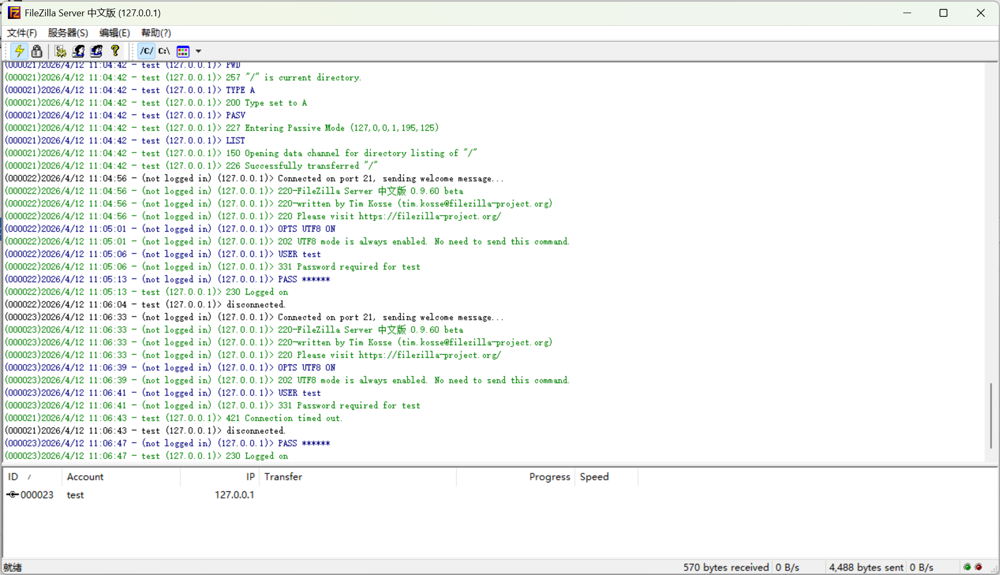 FileZilla Server 中文版 (127.0.0.1)
文件(F) 服务器(S) 编辑(E) 帮助(?)
/C/ C:\
(000021)2026/4/12 11:04:42 - test (127.0.0.1)> PWD
(000021)2026/4/12 11:04:42 - test (127.0.0.1)> 257 "/" is current directory.
(000021)2026/4/12 11:04:42 - test (127.0.0.1)> TYPE A
(000021)2026/4/12 11:04:42 - test (127.0.0.1)> 200 Type set to A
(000021)2026/4/12 11:04:42 - test (127.0.0.1)> PASV
(000021)2026/4/12 11:04:42 - test (127.0.0.1)> 227 Entering Passive Mode (127,0,0,1,195,125)
(000021)2026/4/12 11:04:42 - test (127.0.0.1)> LIST
(000021)2026/4/12 11:04:42 - test (127.0.0.1)> 150 Opening data channel for directory listing of "/"
(000021)2026/4/12 11:04:42 - test (127.0.0.1)> 226 Successfully transferred "/"
(000022)2026/4/12 11:04:56 - (not logged in) (127.0.0.1)> Connected on port 21, sending welcome message...
(000022)2026/4/12 11:04:56 - (not logged in) (127.0.0.1)> 220-FileZilla Server 中文版 0.9.60 beta
(000022)2026/4/12 11:04:56 - (not logged in) (127.0.0.1)> 220-written by Tim Kosse (tim.kosse@filezilla-project.org)
(000022)2026/4/12 11:04:56 - (not logged in) (127.0.0.1)> 220 Please visit https://filezilla-project.org/
(000022)2026/4/12 11:05:01 - (not logged in) (127.0.0.1)> OPTS UTF8 ON
(000022)2026/4/12 11:05:01 - (not logged in) (127.0.0.1)> 202 UTF8 mode is always enabled. No need to send this command.
(000022)2026/4/12 11:05:06 - (not logged in) (127.0.0.1)> USER test
(000022)2026/4/12 11:05:06 - (not logged in) (127.0.0.1)> 331 Password required for test
(000022)2026/4/12 11:05:13 - (not logged in) (127.0.0.1)> PASS ******
(000022)2026/4/12 11:05:13 - test (127.0.0.1)> 230 Logged on
(000022)2026/4/12 11:06:04 - test (127.0.0.1)> disconnected.
(000023)2026/4/12 11:06:33 - (not logged in) (127.0.0.1)> Connected on port 21, sending welcome message...
(000023)2026/4/12 11:06:33 - (not logged in) (127.0.0.1)> 220-FileZilla Server 中文版 0.9.60 beta
(000023)2026/4/12 11:06:33 - (not logged in) (127.0.0.1)> 220-written by Tim Kosse (tim.kosse@filezilla-project.org)
(000023)2026/4/12 11:06:33 - (not logged in) (127.0.0.1)> 220 Please visit https://filezilla-project.org/
(000023)2026/4/12 11:06:39 - (not logged in) (127.0.0.1)> OPTS UTF8 ON
(000023)2026/4/12 11:06:39 - (not logged in) (127.0.0.1)> 202 UTF8 mode is always enabled. No need to send this command.
(000023)2026/4/12 11:06:41 - (not logged in) (127.0.0.1)> USER test
(000023)2026/4/12 11:06:41 - (not logged in) (127.0.0.1)> 331 Password required for test
(000021)2026/4/12 11:06:43 - test (127.0.0.1)> 421 Connection timed out.
(000021)2026/4/12 11:06:43 - test (127.0.0.1)> disconnected.
(000023)2026/4/12 11:06:47 - (not logged in) (127.0.0.1)> PASS ******
(000023)2026/4/12 11:06:47 - test (127.0.0.1)> 230 Logged on
ID / Account IP Transfer Progress Speed
000023 test 127.0.0.1
就绪 570 bytes received 0 B/s 4,488 bytes sent 0 B/s